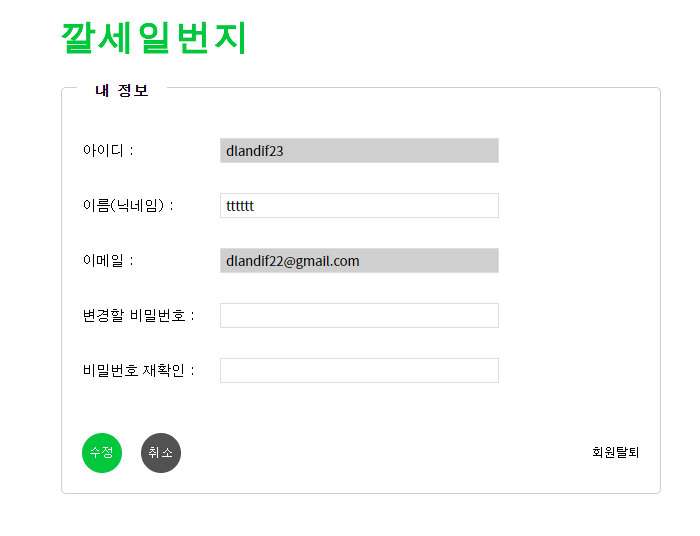 깔세일번지
내 정보
아이디 : dlandif23
이름(닉네임) : tttttt
이메일 : dlandif22@gmail.com
변경할 비밀번호 :
비밀번호 재확인 :
수정 취소 회원탈퇴